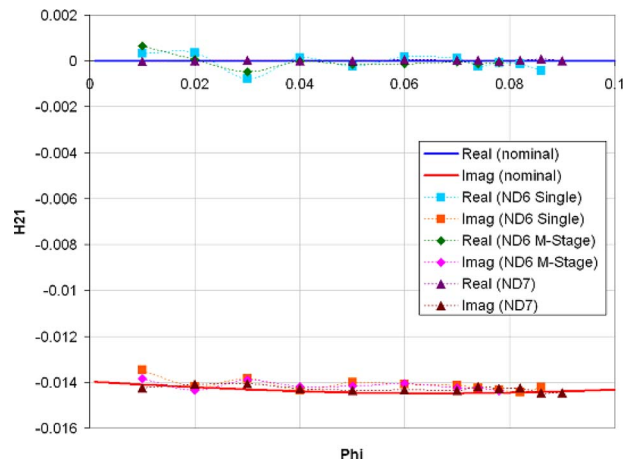 0.002
0
-0.002
-0.004
-0.006
-0.008
-0.01
-0.012
-0.014
-0.016
H21
0 0.02 0.04 0.06 0.08 0.1
Phi
Real (nominal)
Imag (nominal)
Real (ND6 Single)
Imag (ND6 Single)
Real (ND6 M-Stage)
Imag (ND6 M-Stage)
Real (ND7)
Imag (ND7)